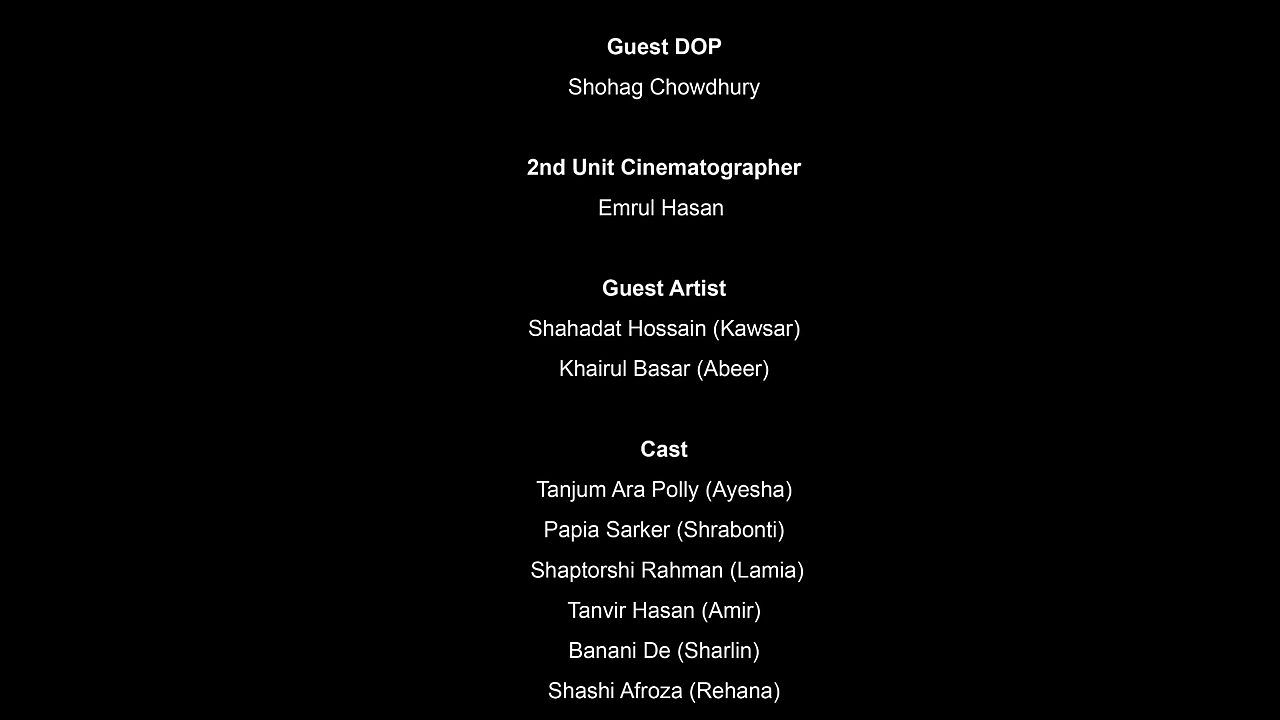 Guest DOP
Shohag Chowdhury
2nd Unit Cinematographer
Emrul Hasan
Guest Artist
Shahadat Hossain (Kawsar)
Khairul Basar (Abeer)
Cast
Tanjum Ara Polly (Ayesha)
Papia Sarker (Shrabonti)
Shaptorshi Rahman (Lamia)
Tanvir Hasan (Amir)
Banani De (Sharlin)
Shashi Afroza (Rehana)